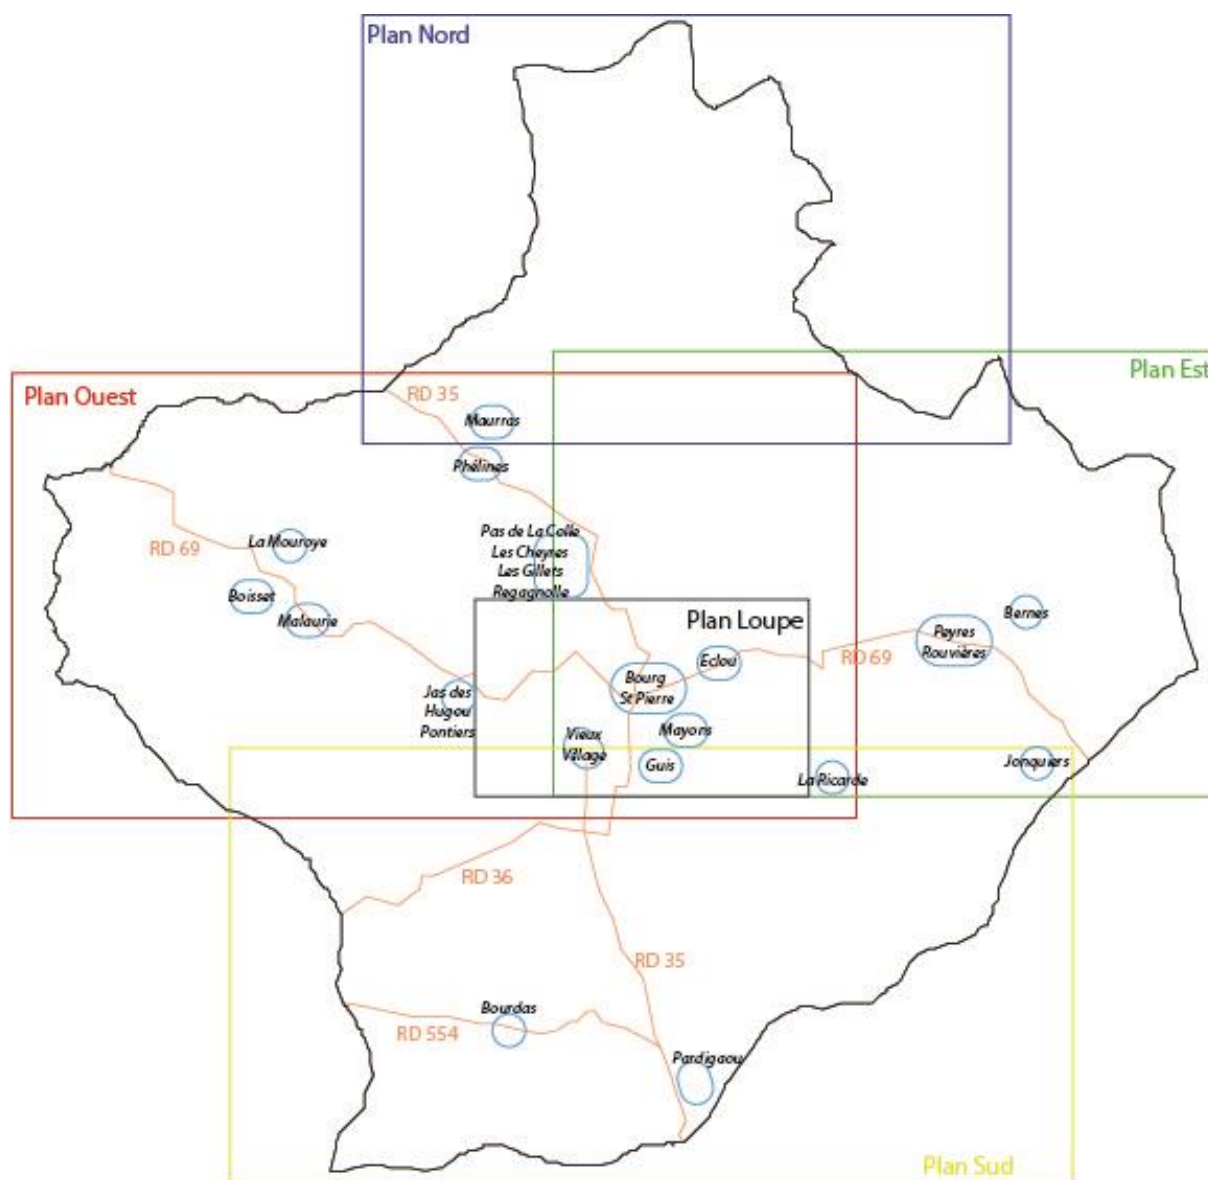 Plan Nord
Plan Est
Plan Ouest
RD 35
Maurras
Phélines
Pas de La Colle
Les Cheyres
Les Gillets
Regagnolle
La Mouroye
RD 69
Boisset
Malaurie
Plan Loupe
Bernes
Peyres
Rouvières
Eclou
RD 69
Bourg
St Pierre
Jas des
Hugou
Pontiers
Mayons
Vieux
Village
Guis
La Ricarde
Jonquiers
RD 36
RD 35
Bourdas
RD 554
Pardigaou
Plan Sud